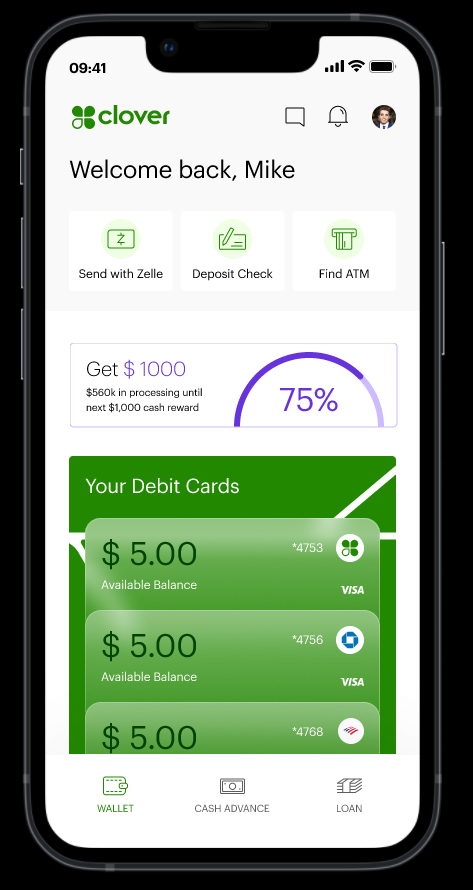 09:41
clover
Welcome back, Mike
Send with Zelle
Deposit Check
Find ATM
Get $ 1000
$560k in processing until
next $1,000 cash reward
75%
Your Debit Cards
$ 5.00
*4753
Available Balance
VISA
$ 5.00
*4756
Available Balance
VISA
$ 5.00
*4768
WALLET
CASH ADVANCE
LOAN